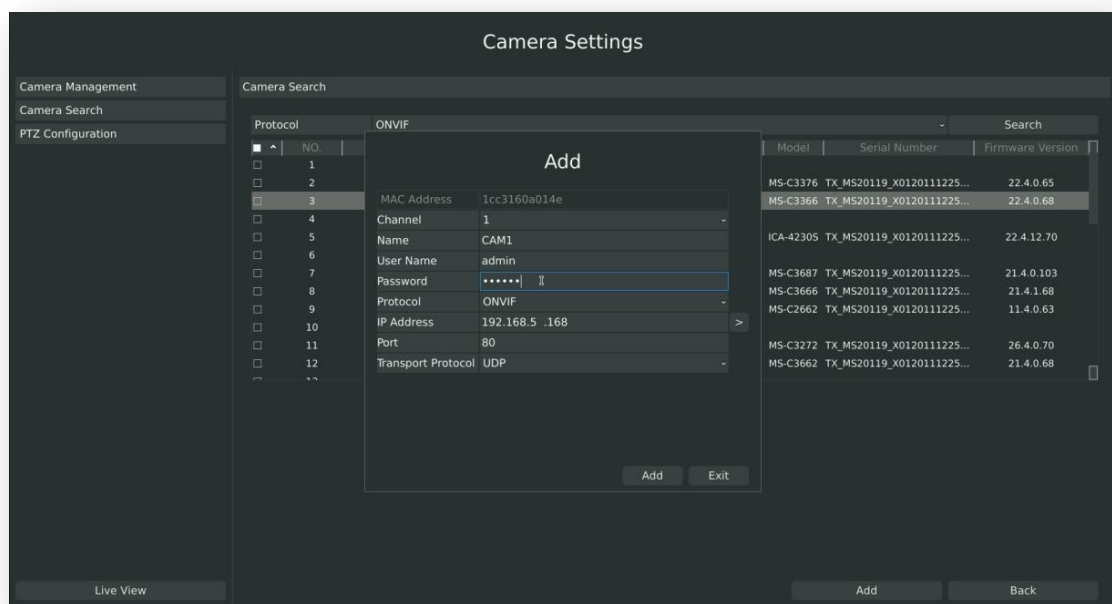 Camera Settings
Camera Management
Camera Search
PTZ Configuration
Camera Search
Protocol ONVIF Search
NO. Model Serial Number Firmware Version
1
2 MS-C3376 TX_MS20119_X0120111225... 22.4.0.65
3 MS-C3366 TX_MS20119_X0120111225... 22.4.0.68
4
5 ICA-4230S TX_MS20119_X0120111225... 22.4.12.70
6
7 MS-C3687 TX_MS20119_X0120111225... 21.4.0.103
8 MS-C3666 TX_MS20119_X0120111225... 21.4.1.68
9 MS-C2662 TX_MS20119_X0120111225... 11.4.0.63
10
11 MS-C3272 TX_MS20119_X0120111225... 26.4.0.70
12 MS-C3662 TX_MS20119_X0120111225... 21.4.0.68
Add
MAC Address 1cc3160a014e
Channel 1
Name CAM1
User Name admin
Password ••••••
Protocol ONVIF
IP Address 192.168.5 .168 >
Port 80
Transport Protocol UDP
Add Exit
Live View Add Back